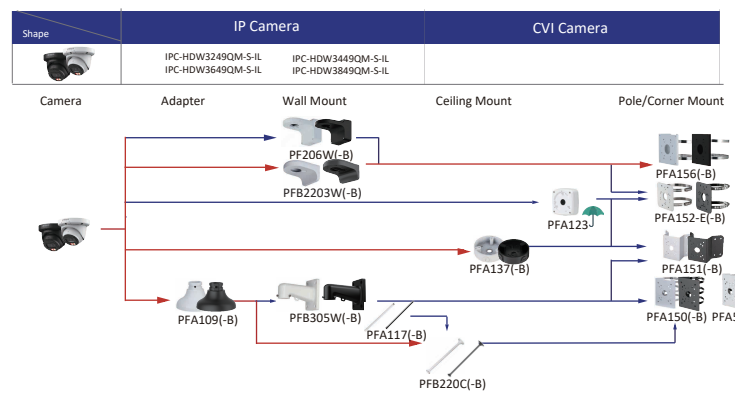 Shape
IP Camera
CVI Camera
IPC-HDW3249QM-S-IL
IPC-HDW3449QM-S-IL
IPC-HDW3649QM-S-IL
IPC-HDW3849QM-S-IL
Camera
Adapter
Wall Mount
Ceiling Mount
Pole/Corner Mount
PF206W(-B)
PFA156(-B)
PFB2203W(-B)
PFA152-E(-B)
PFA123
PFA137(-B)
PFA151(-B)
PFA109(-B)
PFB305W(-B)
PFA150(-B)
PFA117(-B)
PFB220C(-B)